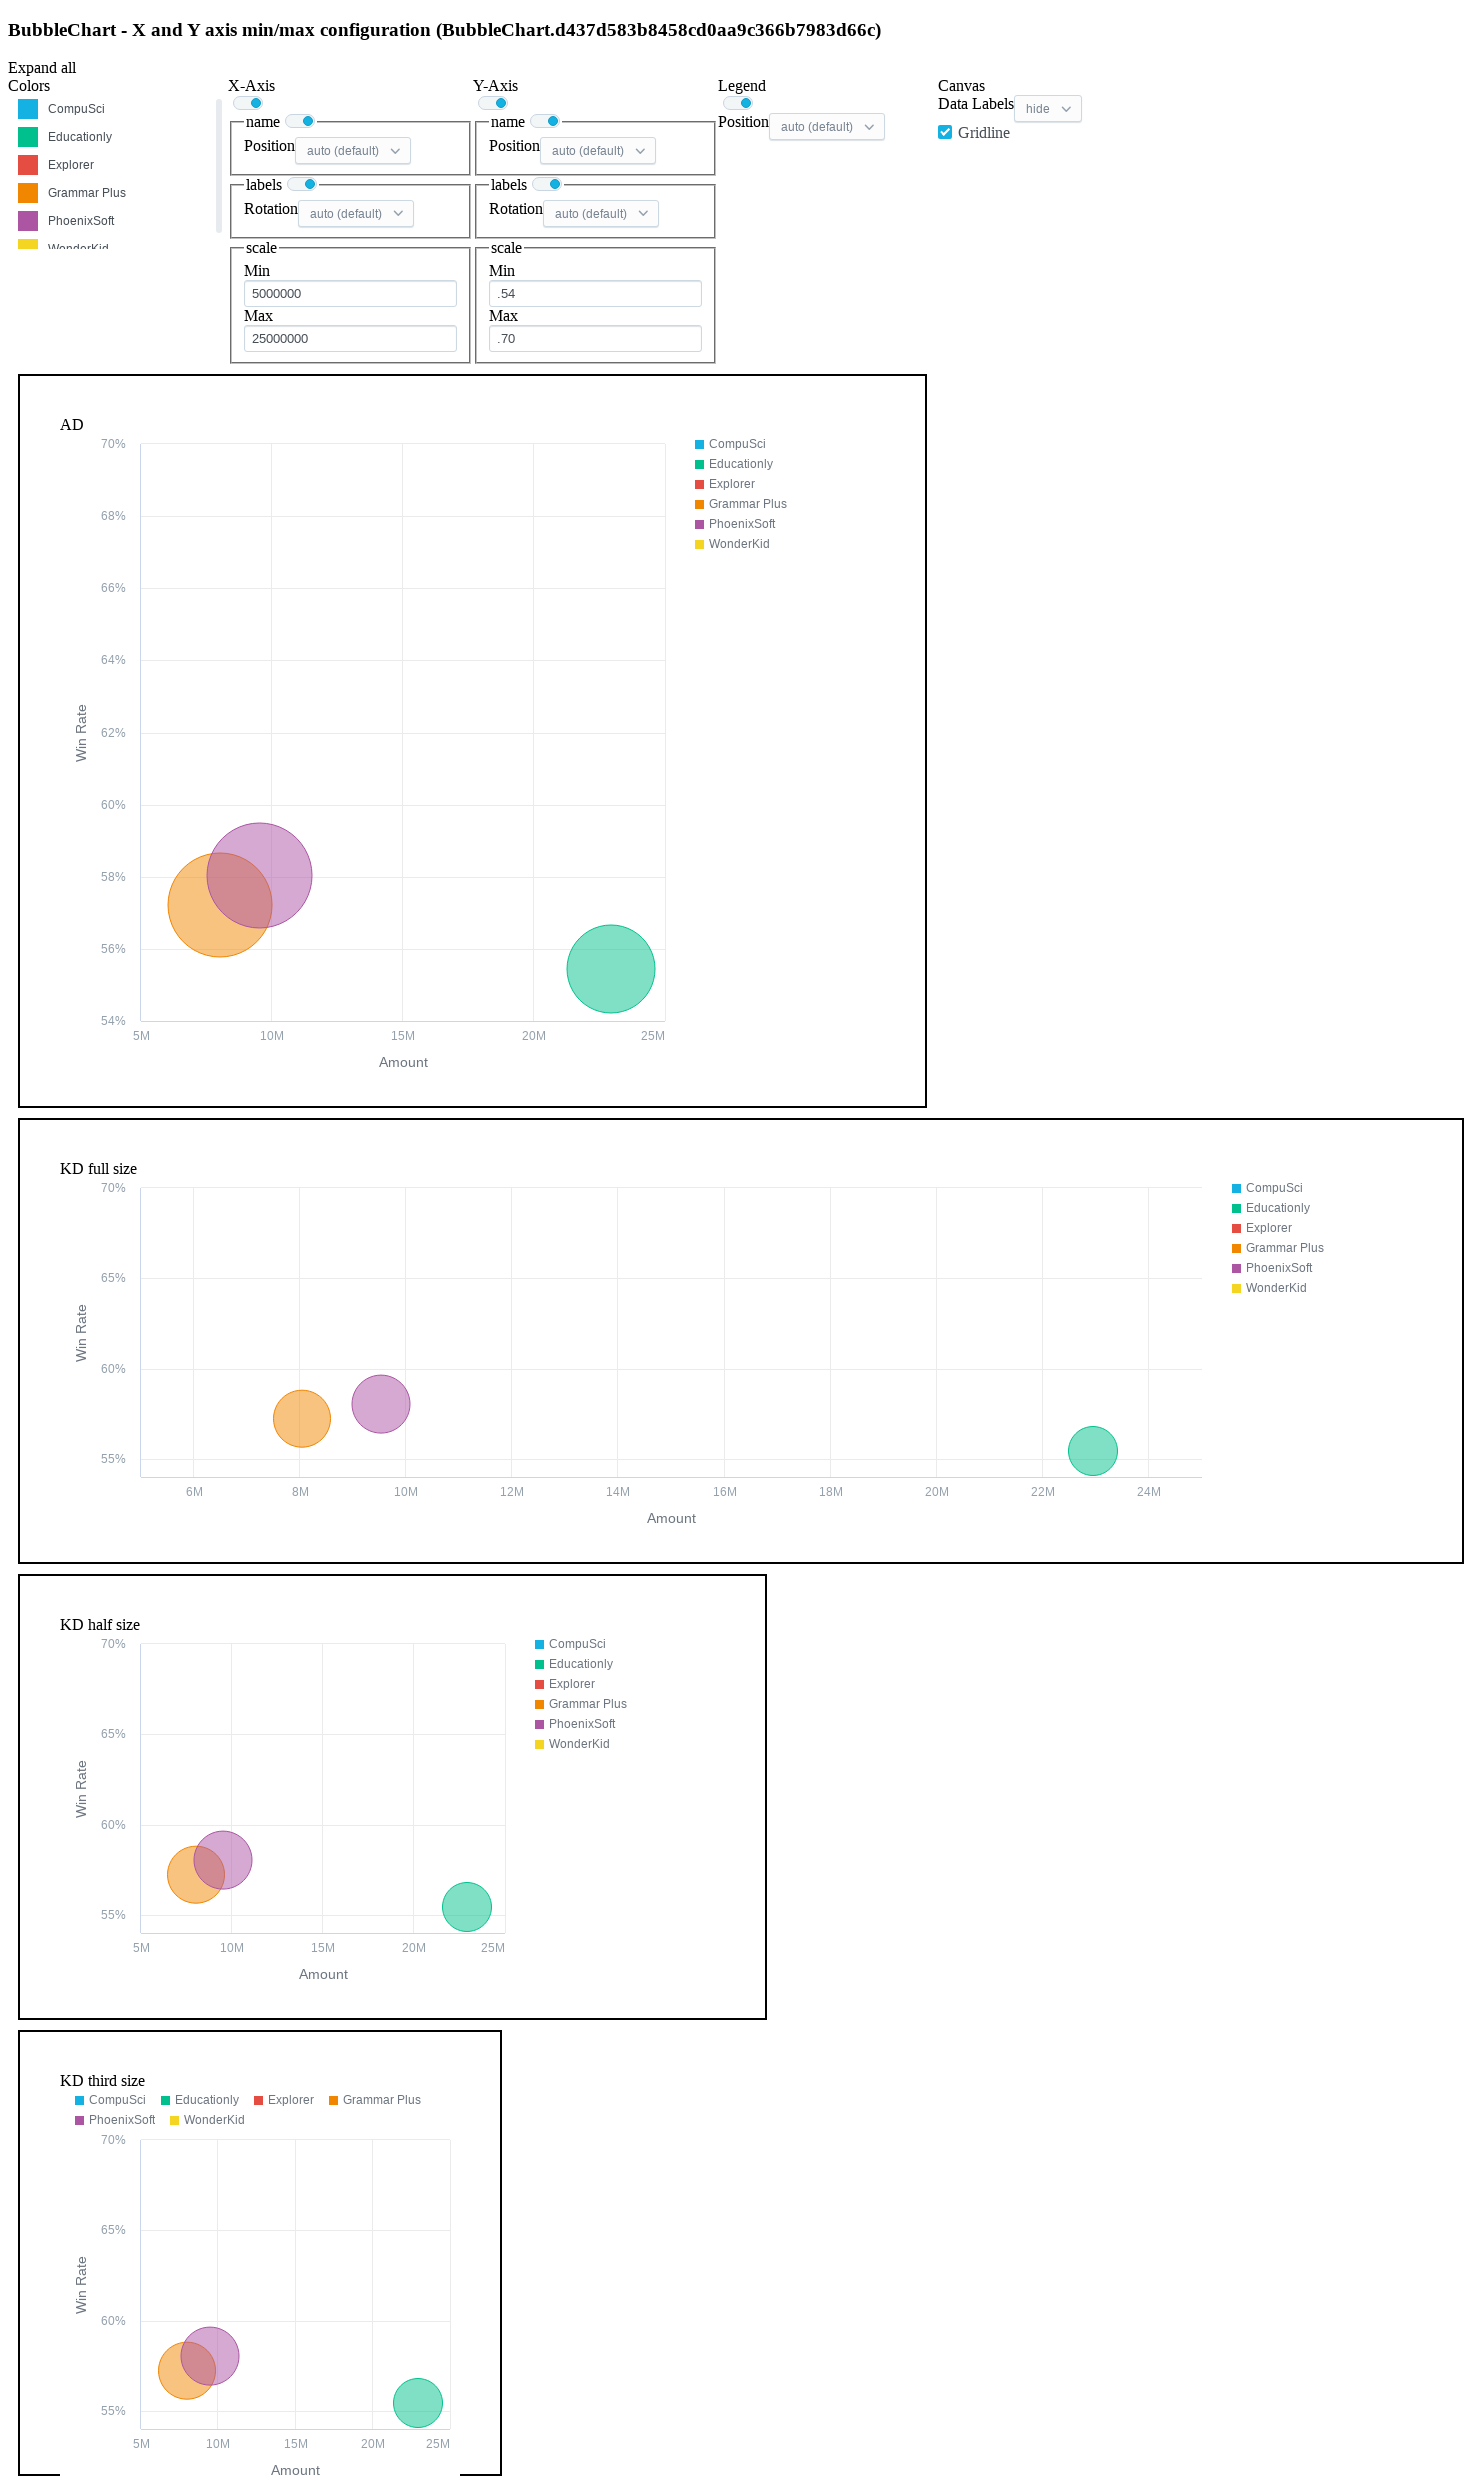 BubbleChart - X and Y axis min/max configuration (BubbleChart.d437d583b8458cd0aa9c366b7983d66c)
Expand all
Colors
CompuSci
Educationly
Explorer
Grammar Plus
PhoenixSoft
WonderKid
X-Axis
name
Position auto (default)
labels
Rotation auto (default)
scale
Min
5000000
Max
25000000
Y-Axis
name
Position auto (default)
labels
Rotation auto (default)
scale
Min
.54
Max
.70
Legend
Position auto (default)
Canvas
Data Labels hide
Gridline
AD
70%
68%
66%
64%
62%
60%
58%
56%
54%
Win Rate
5M 10M 15M 20M 25M
Amount
CompuSci
Educationly
Explorer
Grammar Plus
PhoenixSoft
WonderKid
KD full size
70%
65%
60%
55%
Win Rate
6M 8M 10M 12M 14M 16M 18M 20M 22M 24M
Amount
CompuSci
Educationly
Explorer
Grammar Plus
PhoenixSoft
WonderKid
KD half size
70%
65%
60%
55%
Win Rate
5M 10M 15M 20M 25M
Amount
CompuSci
Educationly
Explorer
Grammar Plus
PhoenixSoft
WonderKid
KD third size
CompuSci Educationly Explorer Grammar Plus
PhoenixSoft WonderKid
70%
65%
60%
55%
Win Rate
5M 10M 15M 20M 25M
Amount